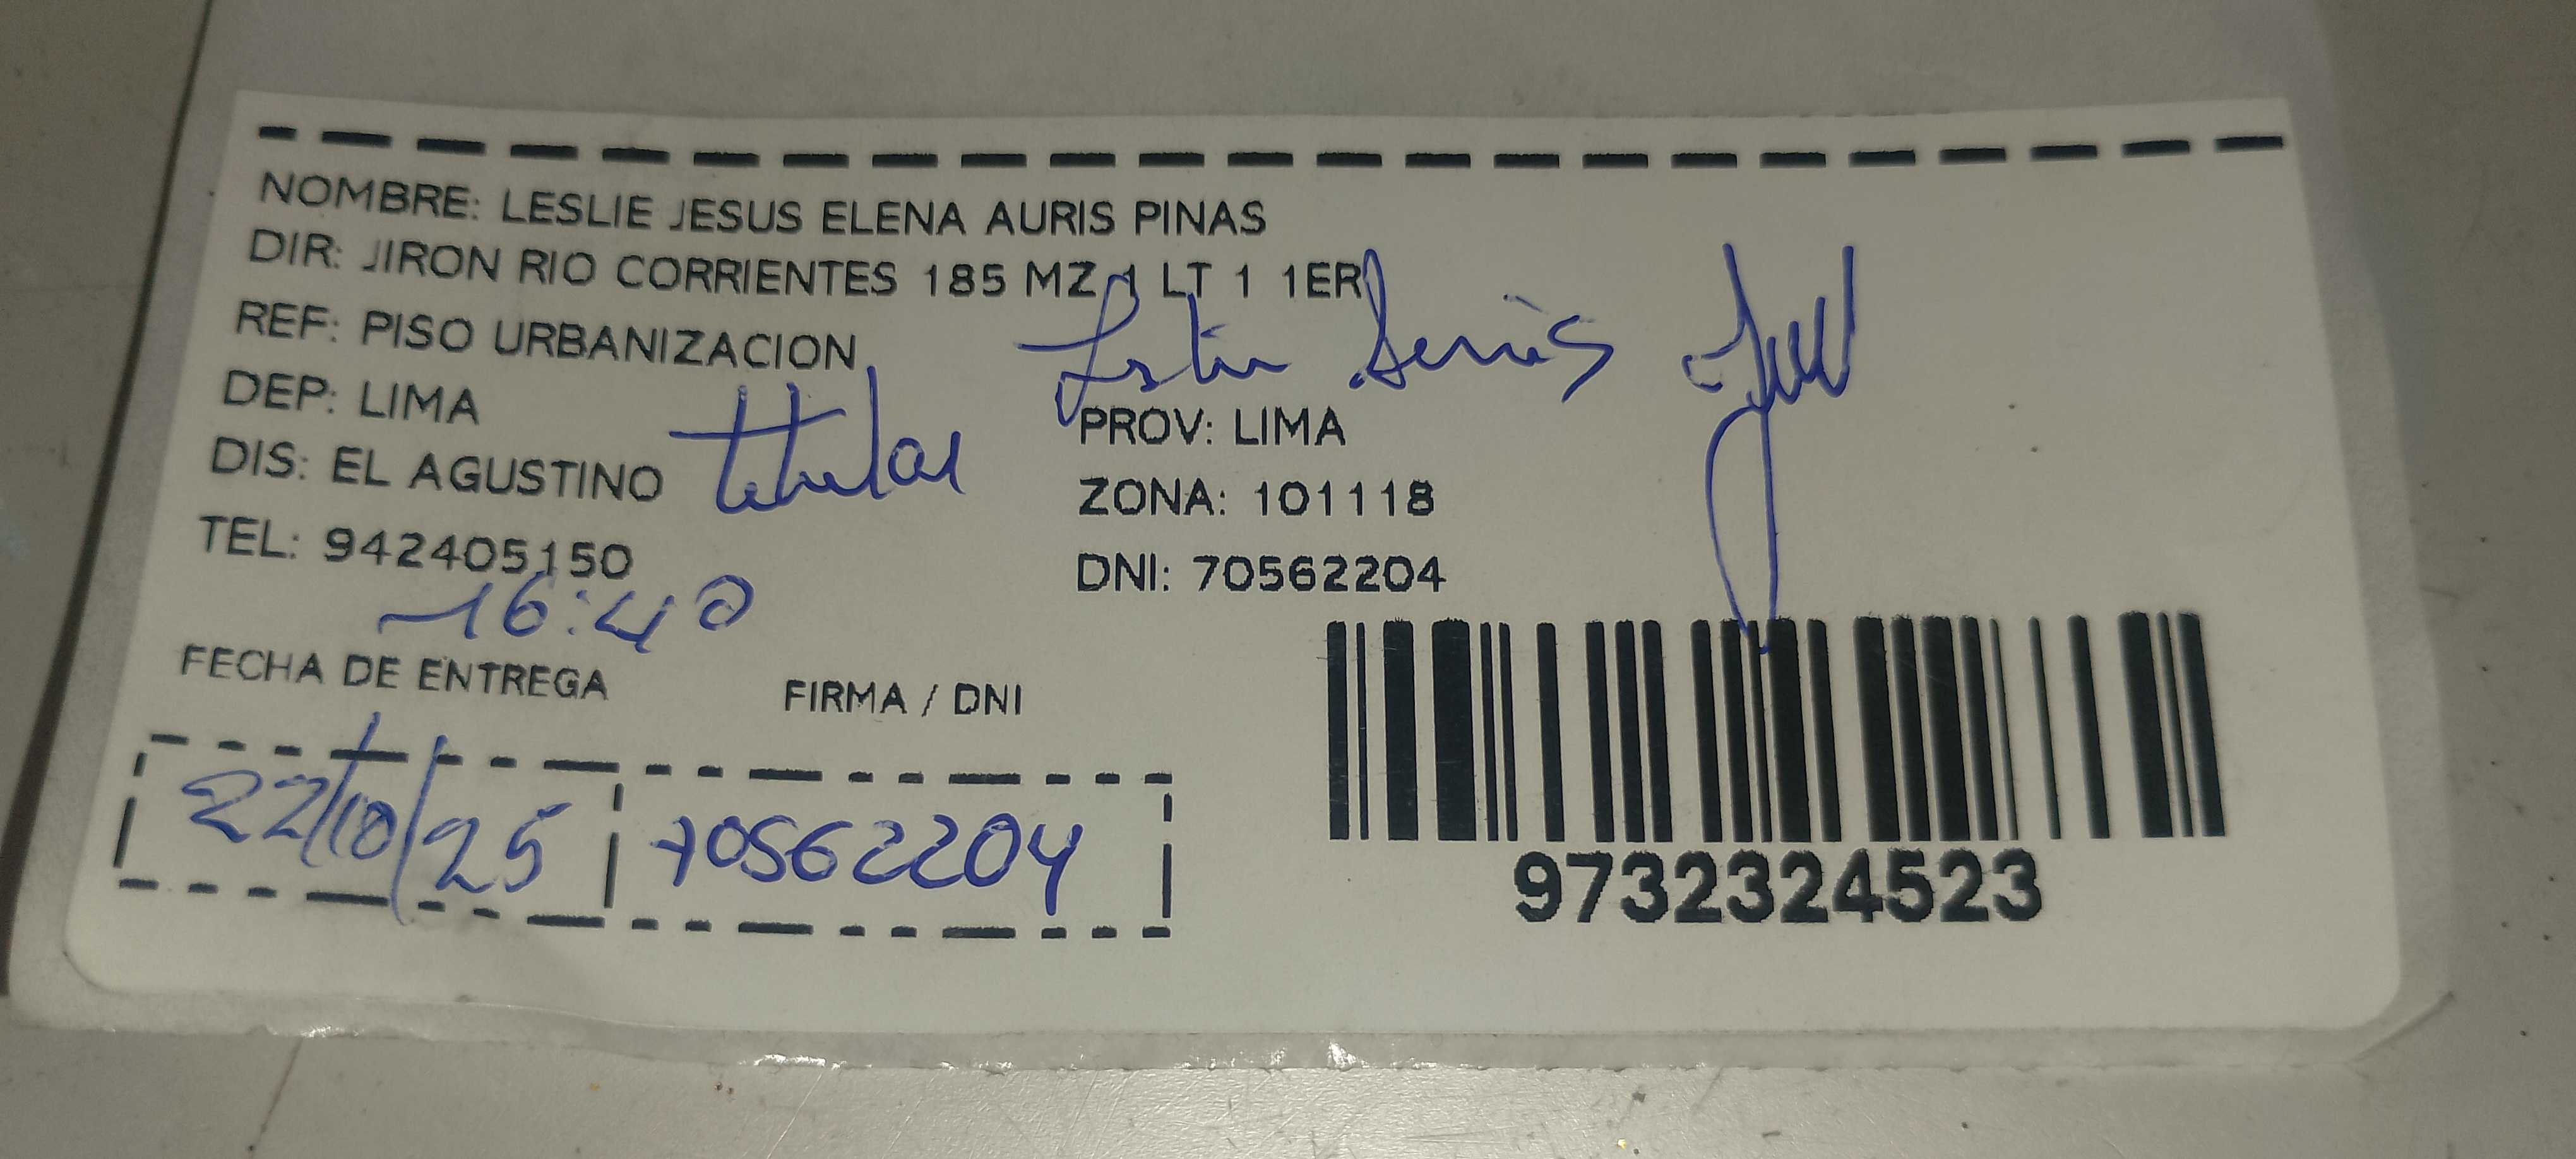 NOMBRE: LESLIE JESUS ELENA AURIS PINAS
DIR: JIRON RIO CORRIENTES 185 MZ 1 LT 1 1ER
REF: PISO URBANIZACION
DEP: LIMA
PROV: LIMA
DIS: EL AGUSTINO
titular
ZONA: 101118
TEL: 942405150
DNI: 70562204
16:40
FECHA DE ENTREGA
FIRMA / DNI
22/10/25
70562204
9732324523